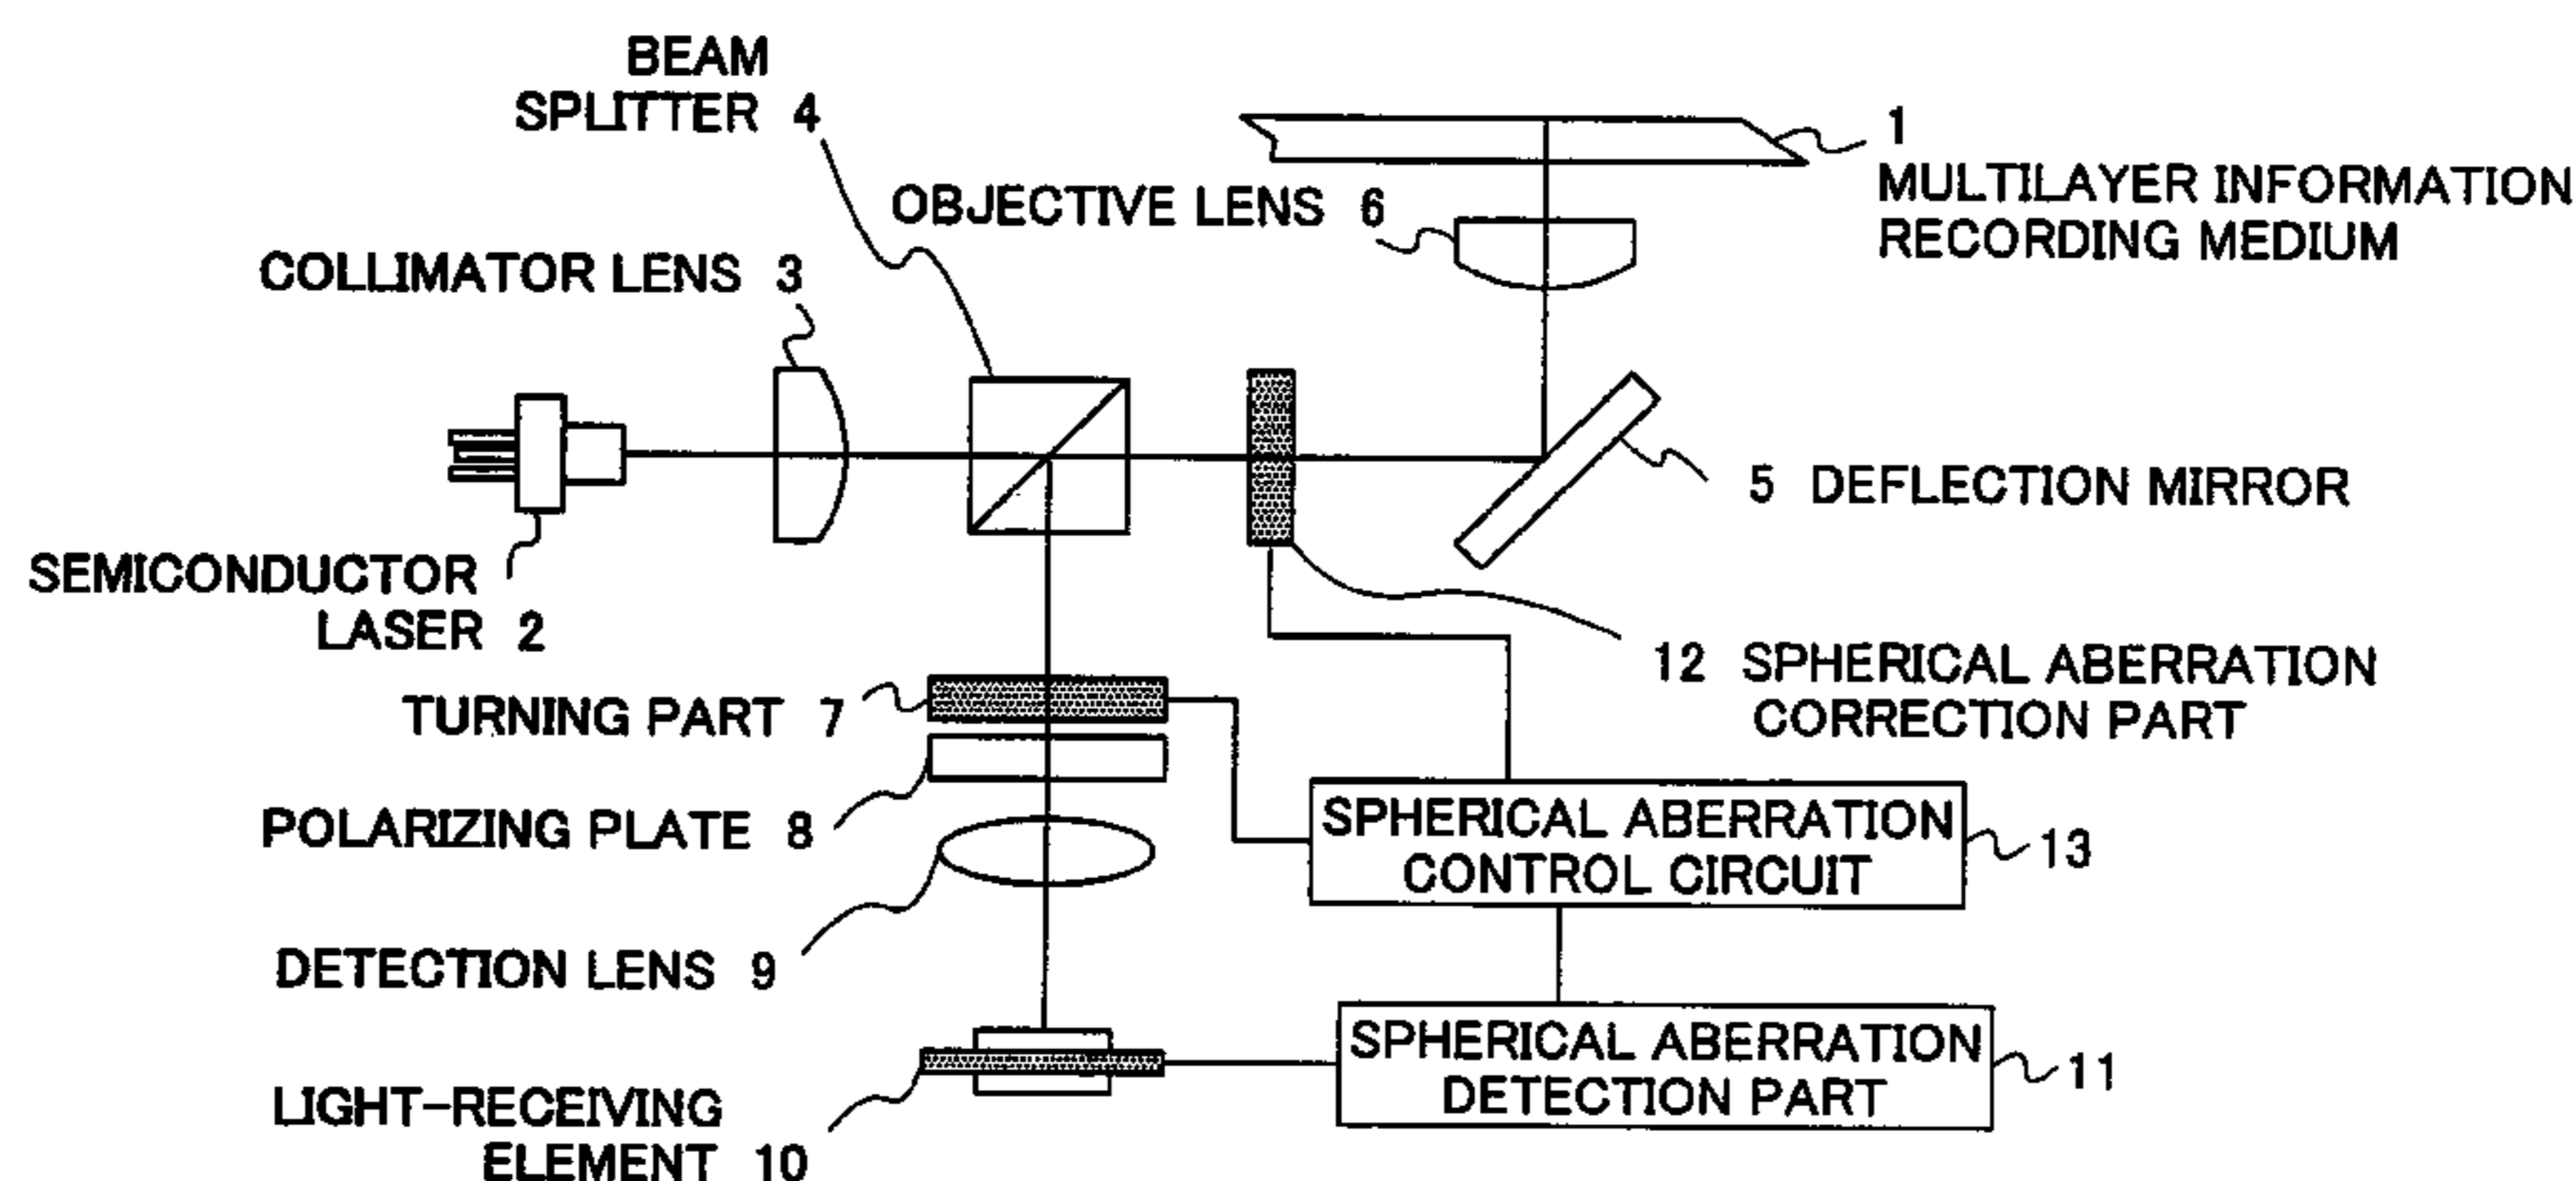 BEAM
SPLITTER 4
1
MULTILAYER INFORMATION
RECORDING MEDIUM
OBJECTIVE LENS 6
COLLIMATOR LENS 3
5 DEFLECTION MIRROR
SEMICONDUCTOR
LASER 2
12 SPHERICAL ABERRATION
CORRECTION PART
TURNING PART 7
POLARIZING PLATE 8
SPHERICAL ABERRATION
CONTROL CIRCUIT
13
DETECTION LENS 9
SPHERICAL ABERRATION
DETECTION PART
11
LIGHT-RECEIVING
ELEMENT 10